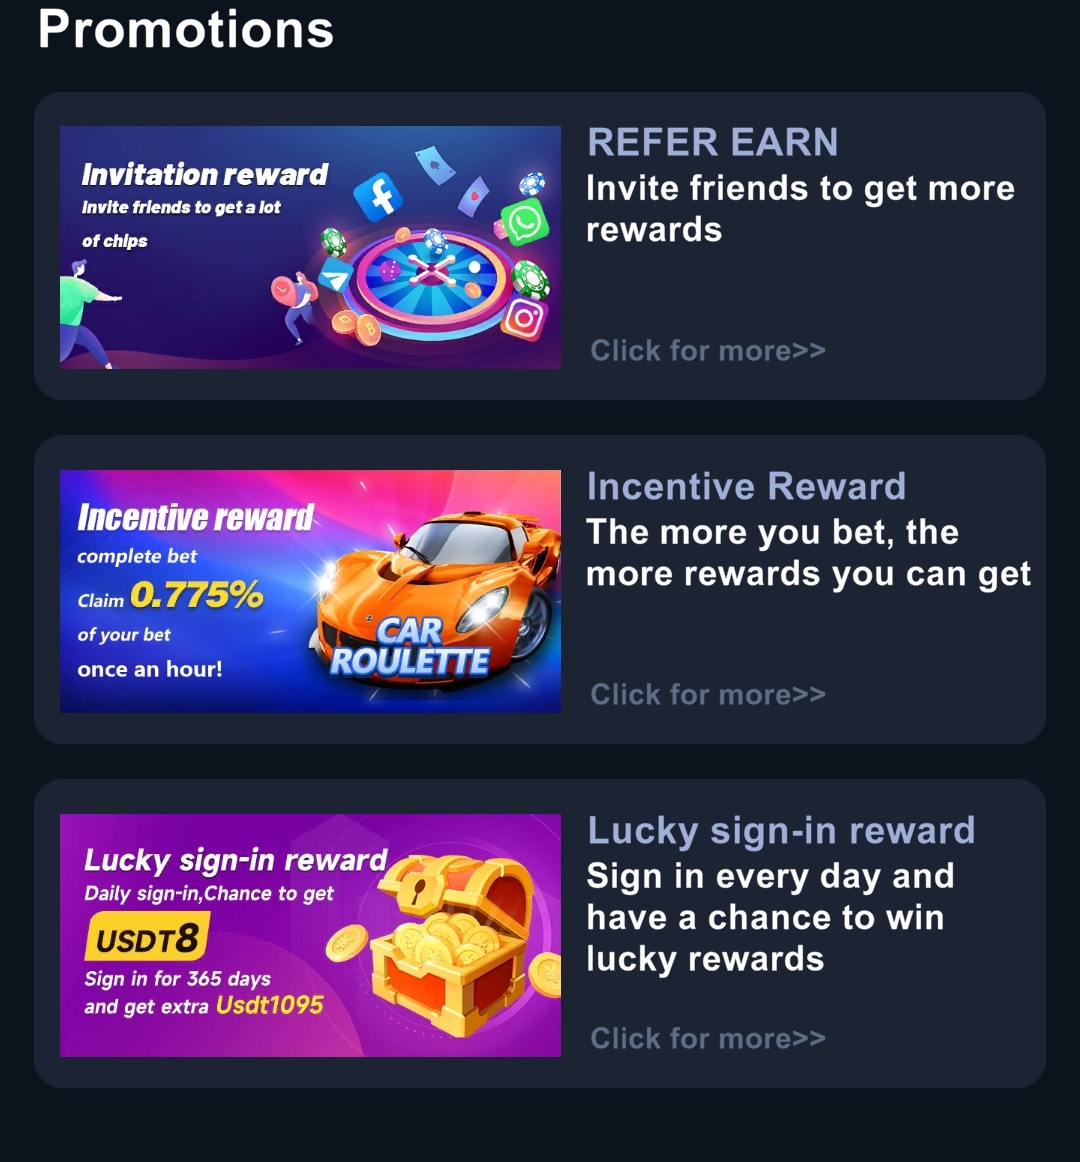 Promotions
Invitation reward
Invite friends to get a lot
of chips
REFER EARN
Invite friends to get more
rewards
Click for more>>
Incentive reward
complete bet
Claim 0.775%
of your bet
once an hour!
CAR
ROULETTE
Incentive Reward
The more you bet, the
more rewards you can get
Click for more>>
Lucky sign-in reward
Daily sign-in,Chance to get
USDT8
Sign in for 365 days
and get extra Usdt1095
Lucky sign-in reward
Sign in every day and
have a chance to win
lucky rewards
Click for more>>